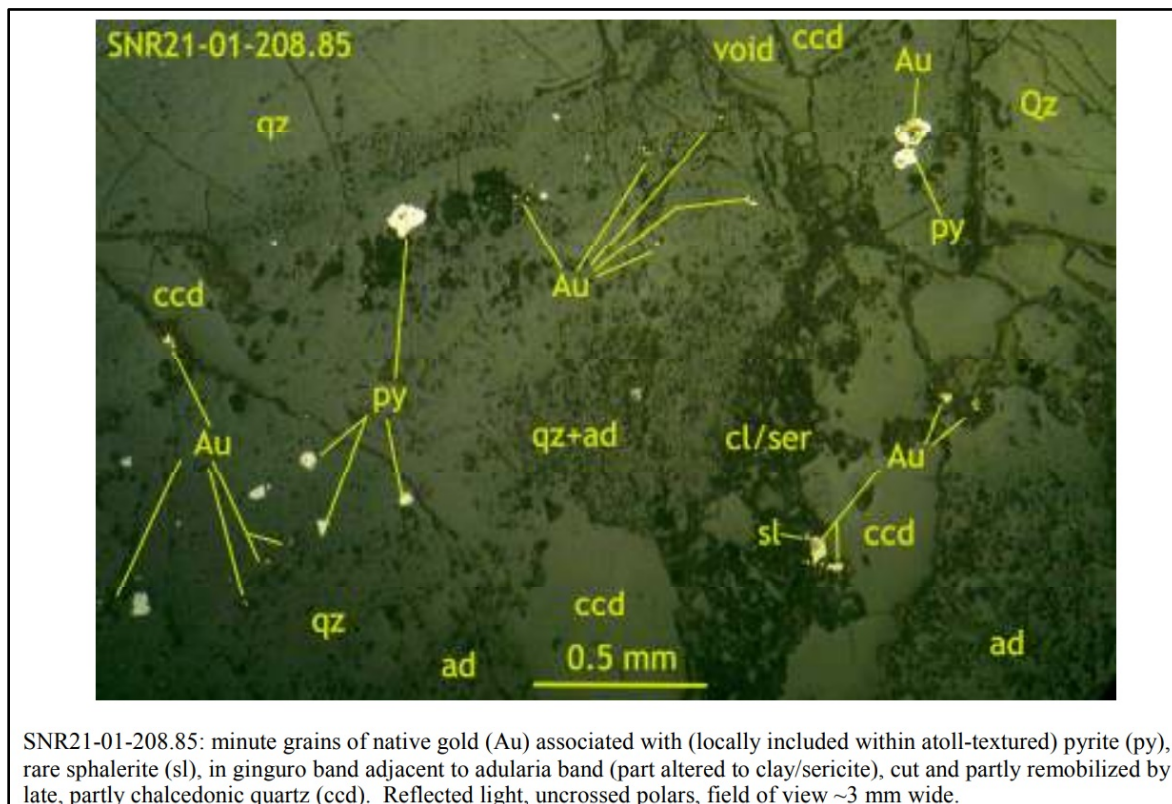 SNR21-01-208.85
void ccd
Au
qz
Qz
py
Au
ccd
py
Au
qz+ad
cl/ser
Au
sl
ccd
qz
ccd
ad
0.5 mm
ad
SNR21-01-208.85: minute grains of native gold (Au) associated with (locally included within atoll-textured) pyrite (py),
rare sphalerite (sl), in ginguro band adjacent to adularia band (part altered to clay/sericite), cut and partly remobilized by
late, partly chalcedonic quartz (ccd). Reflected light, uncrossed polars, field of view ~3 mm wide.